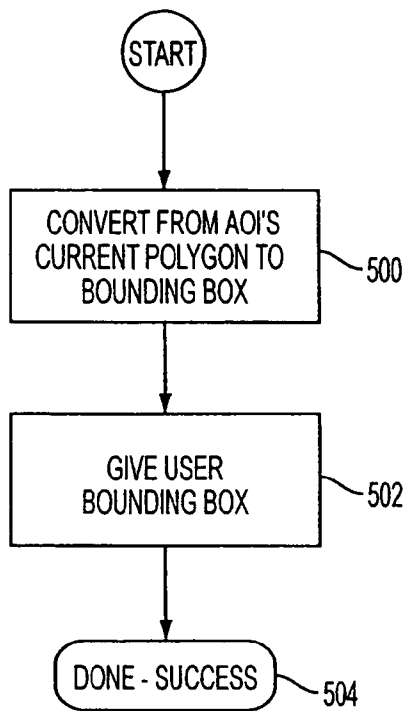 START
CONVERT FROM AOI'S
CURRENT POLYGON TO
BOUNDING BOX
500
GIVE USER
BOUNDING BOX
502
DONE - SUCCESS
504